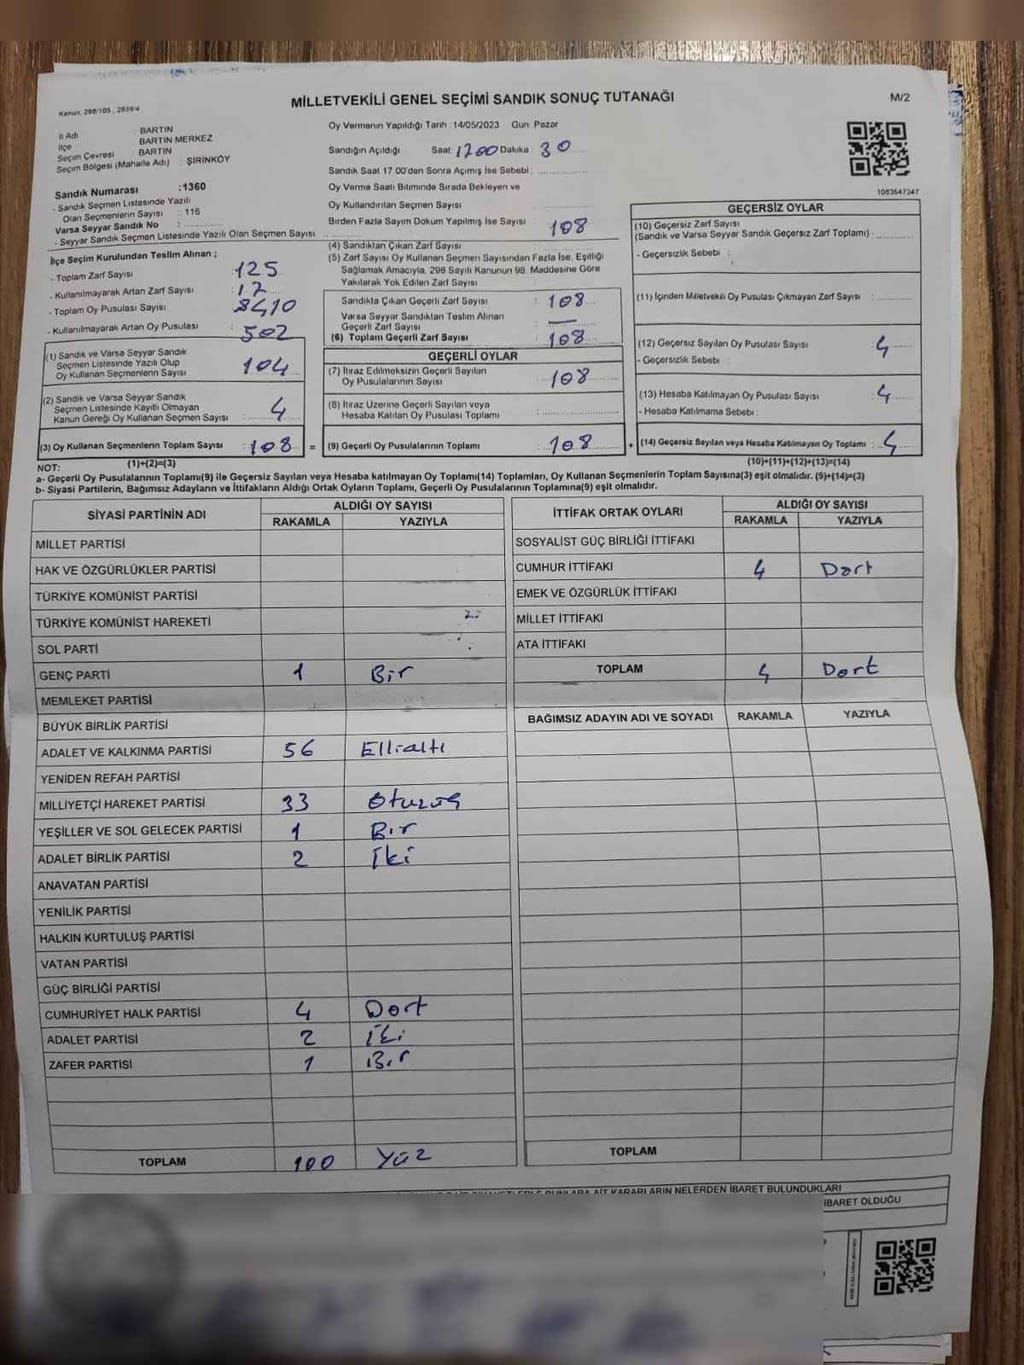 MİLLETVEKİLİ GENEL SEÇİMİ SANDIK SONUÇ TUTANAĞI
M/2
Kanun, 298/105 , 2839/4
İl Adı : BARTIN
İlçe : BARTIN MERKEZ
Seçim Çevresi : BARTIN
Seçim Bölgesi (Mahalle Adı) : ŞİRİNKÖY
Sandık Numarası :1360
- Sandık Seçmen Listesinde Yazılı
Olan Seçmenlerin Sayısı : 116
Varsa Seyyar Sandık No :
- Seyyar Sandık Seçmen Listesinde Yazılı Olan Seçmen Sayısı :
Oy Vermenin Yapıldığı Tarih :14/05/2023 Gün: Pazar
Sandığın Açıldığı Saat: 1700 Dakika: 30
Sandık Saat 17.00'den Sonra Açımış İse Sebebi :
Oy Verme Saati Bitiminde Sırada Bekleyen ve
Oy Kullandırılan Seçmen Sayısı :
Birden Fazla Sayım Döküm Yapılmış İse Sayısı :
108
1083647347
İlçe Seçim Kurulundan Teslim Alınan ;
- Toplam Zarf Sayısı : 125
- Kullanılmayarak Artan Zarf Sayısı : 17
- Toplam Oy Pusulası Sayısı :
- Kullanılmayarak Artan Oy Pusulası : 502
(1) Sandık ve Varsa Seyyar Sandık
Seçmen Listesinde Yazılı Olup
Oy Kullanan Seçmenlerin Sayısı : 104
(2) Sandık ve Varsa Seyyar Sandık
Seçmen Listesinde Kayıtlı Olmayan
Kanun Gereği Oy Kullanan Seçmen Sayısı : 4
(3) Oy Kullanan Seçmenlerin Toplam Sayısı : 108 =
(1)+(2)=(3)
(4) Sandıktan Çıkan Zarf Sayısı :
(5) Zarf Sayısı Oy Kullanan Seçmen Sayısından Fazla İse, Eşitliği
Sağlamak Amacıyla, 298 Sayılı Kanunun 98. Maddesine Göre
Yakılarak Yok Edilen Zarf Sayısı :
Sandıkta Çıkan Geçerli Zarf Sayısı : 108
Varsa Seyyar Sandıktan Teslim Alınan
Geçerli Zarf Sayısı : —
(6) Toplam Geçerli Zarf Sayısı : 108
GEÇERLİ OYLAR
(7) İtiraz Edilmeksizin Geçerli Sayılan
Oy Pusulalarının Sayısı : 108
(8) İtiraz Üzerine Geçerli Sayılan veya
Hesaba Katılan Oy Pusulası Toplamı :
(9) Geçerli Oy Pusulalarının Toplamı : 108 +
GEÇERSİZ OYLAR
(10) Geçersiz Zarf Sayısı
(Sandık ve Varsa Seyyar Sandık Geçersiz Zarf Toplamı) :
- Geçersizlik Sebebi :
(11) İçinden Milletvekili Oy Pusulası Çıkmayan Zarf Sayısı :
(12) Geçersiz Sayılan Oy Pusulası Sayısı : 4
- Geçersizlik Sebebi :
(13) Hesaba Katılmayan Oy Pusulası Sayısı : 4
- Hesaba Katılmama Sebebi :
(14) Geçersiz Sayılan veya Hesaba Katılmayan Oy Toplamı : 4
(10)+(11)+(12)+(13)=(14)
NOT:
a- Geçerli Oy Pusulalarının Toplamı(9) ile Geçersiz Sayılan veya Hesaba katılmayan Oy Toplamı(14) Toplamları, Oy Kullanan Seçmenlerin Toplam Sayısına(3) eşit olmalıdır. (9)+(14)=(3)
b- Siyasi Partilerin, Bağımsız Adayların ve İttifakların Aldığı Ortak Oyların Toplamı, Geçerli Oy Pusulalarının Toplamına(9) eşit olmalıdır.
SİYASİ PARTİNİN ADI
ALDIĞI OY SAYISI
RAKAMLA YAZIYLA
MİLLET PARTİSİ
HAK VE ÖZGÜRLÜKLER PARTİSİ
TÜRKİYE KOMÜNİST PARTİSİ
TÜRKİYE KOMÜNİST HAREKETİ
SOL PARTİ
GENÇ PARTİ 1 Bir
MEMLEKET PARTİSİ
BÜYÜK BİRLİK PARTİSİ
ADALET VE KALKINMA PARTİSİ 56 Ellialtı
YENİDEN REFAH PARTİSİ
MİLLİYETÇİ HAREKET PARTİSİ 33 Otuzüç
YEŞİLLER VE SOL GELECEK PARTİSİ 1 Bir
ADALET BİRLİK PARTİSİ 2 İki
ANAVATAN PARTİSİ
YENİLİK PARTİSİ
HALKIN KURTULUŞ PARTİSİ
VATAN PARTİSİ
GÜÇ BİRLİĞİ PARTİSİ
CUMHURİYET HALK PARTİSİ 4 Dört
ADALET PARTİSİ 2 İki
ZAFER PARTİSİ 1 Bir
TOPLAM 100 Yüz
İTTİFAK ORTAK OYLARI
ALDIĞI OY SAYISI
RAKAMLA YAZIYLA
SOSYALİST GÜÇ BİRLİĞİ İTTİFAKI
CUMHUR İTTİFAKI 4 Dört
EMEK VE ÖZGÜRLÜK İTTİFAKI
MİLLET İTTİFAKI
ATA İTTİFAKI
TOPLAM 4 Dört
BAĞIMSIZ ADAYIN ADI VE SOYADI RAKAMLA YAZIYLA
TOPLAM
KARARLARIN NELERDEN İBARET BULUNDUKLARI
İBARET OLDUĞU